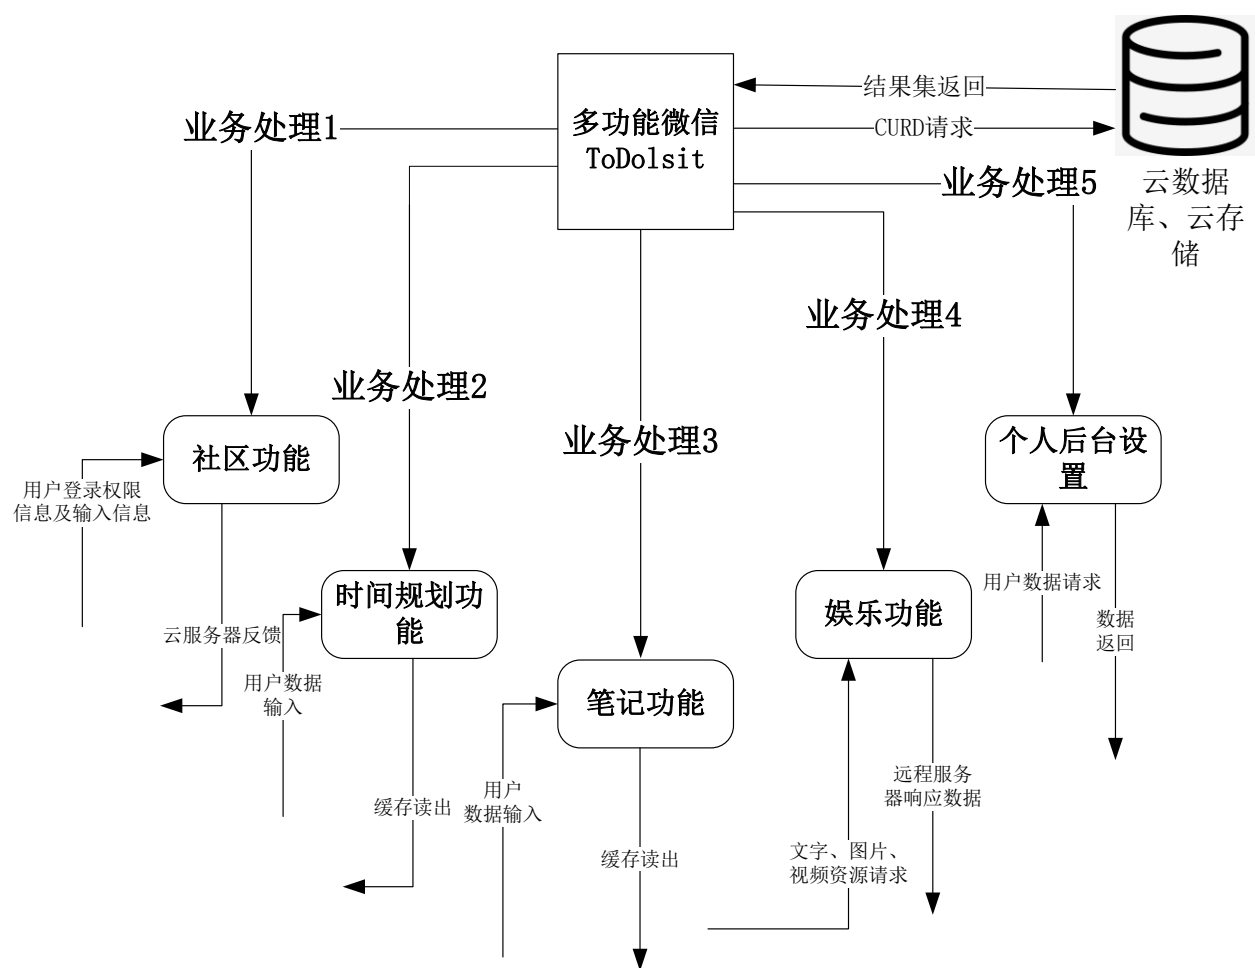 结果集返回
业务处理1
多功能微信
ToDolsit
CURD请求
业务处理5
云数据
库、云存
储
业务处理4
业务处理2
业务处理3
社区功能
个人后台设
置
用户登录权限
信息及输入信息
时间规划功
能
用户数据请求
娱乐功能
数据
返回
云服务器反馈
用户数据
输入
笔记功能
远程服务
器响应数据
用户
数据输入
缓存读出
文字、图片、
视频资源请求
缓存读出